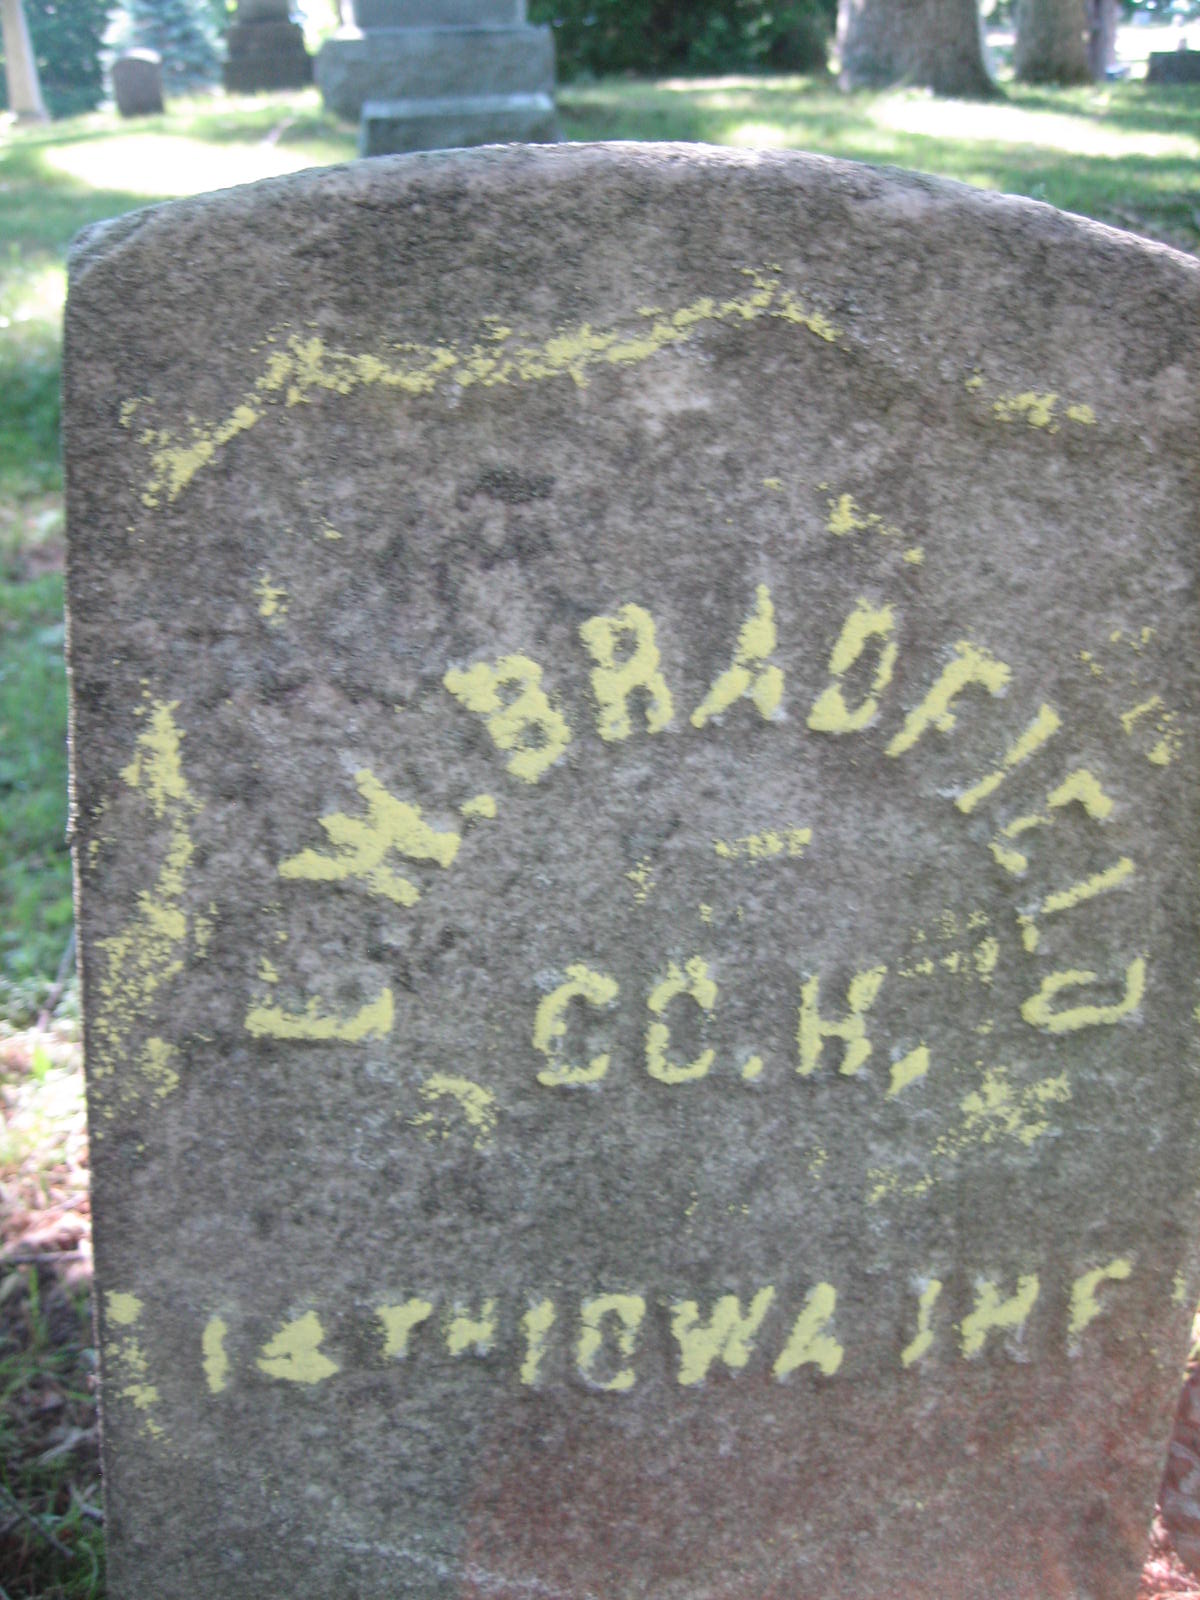 E. K. BRADFIELD
CO. H,
14TH IOWA INF